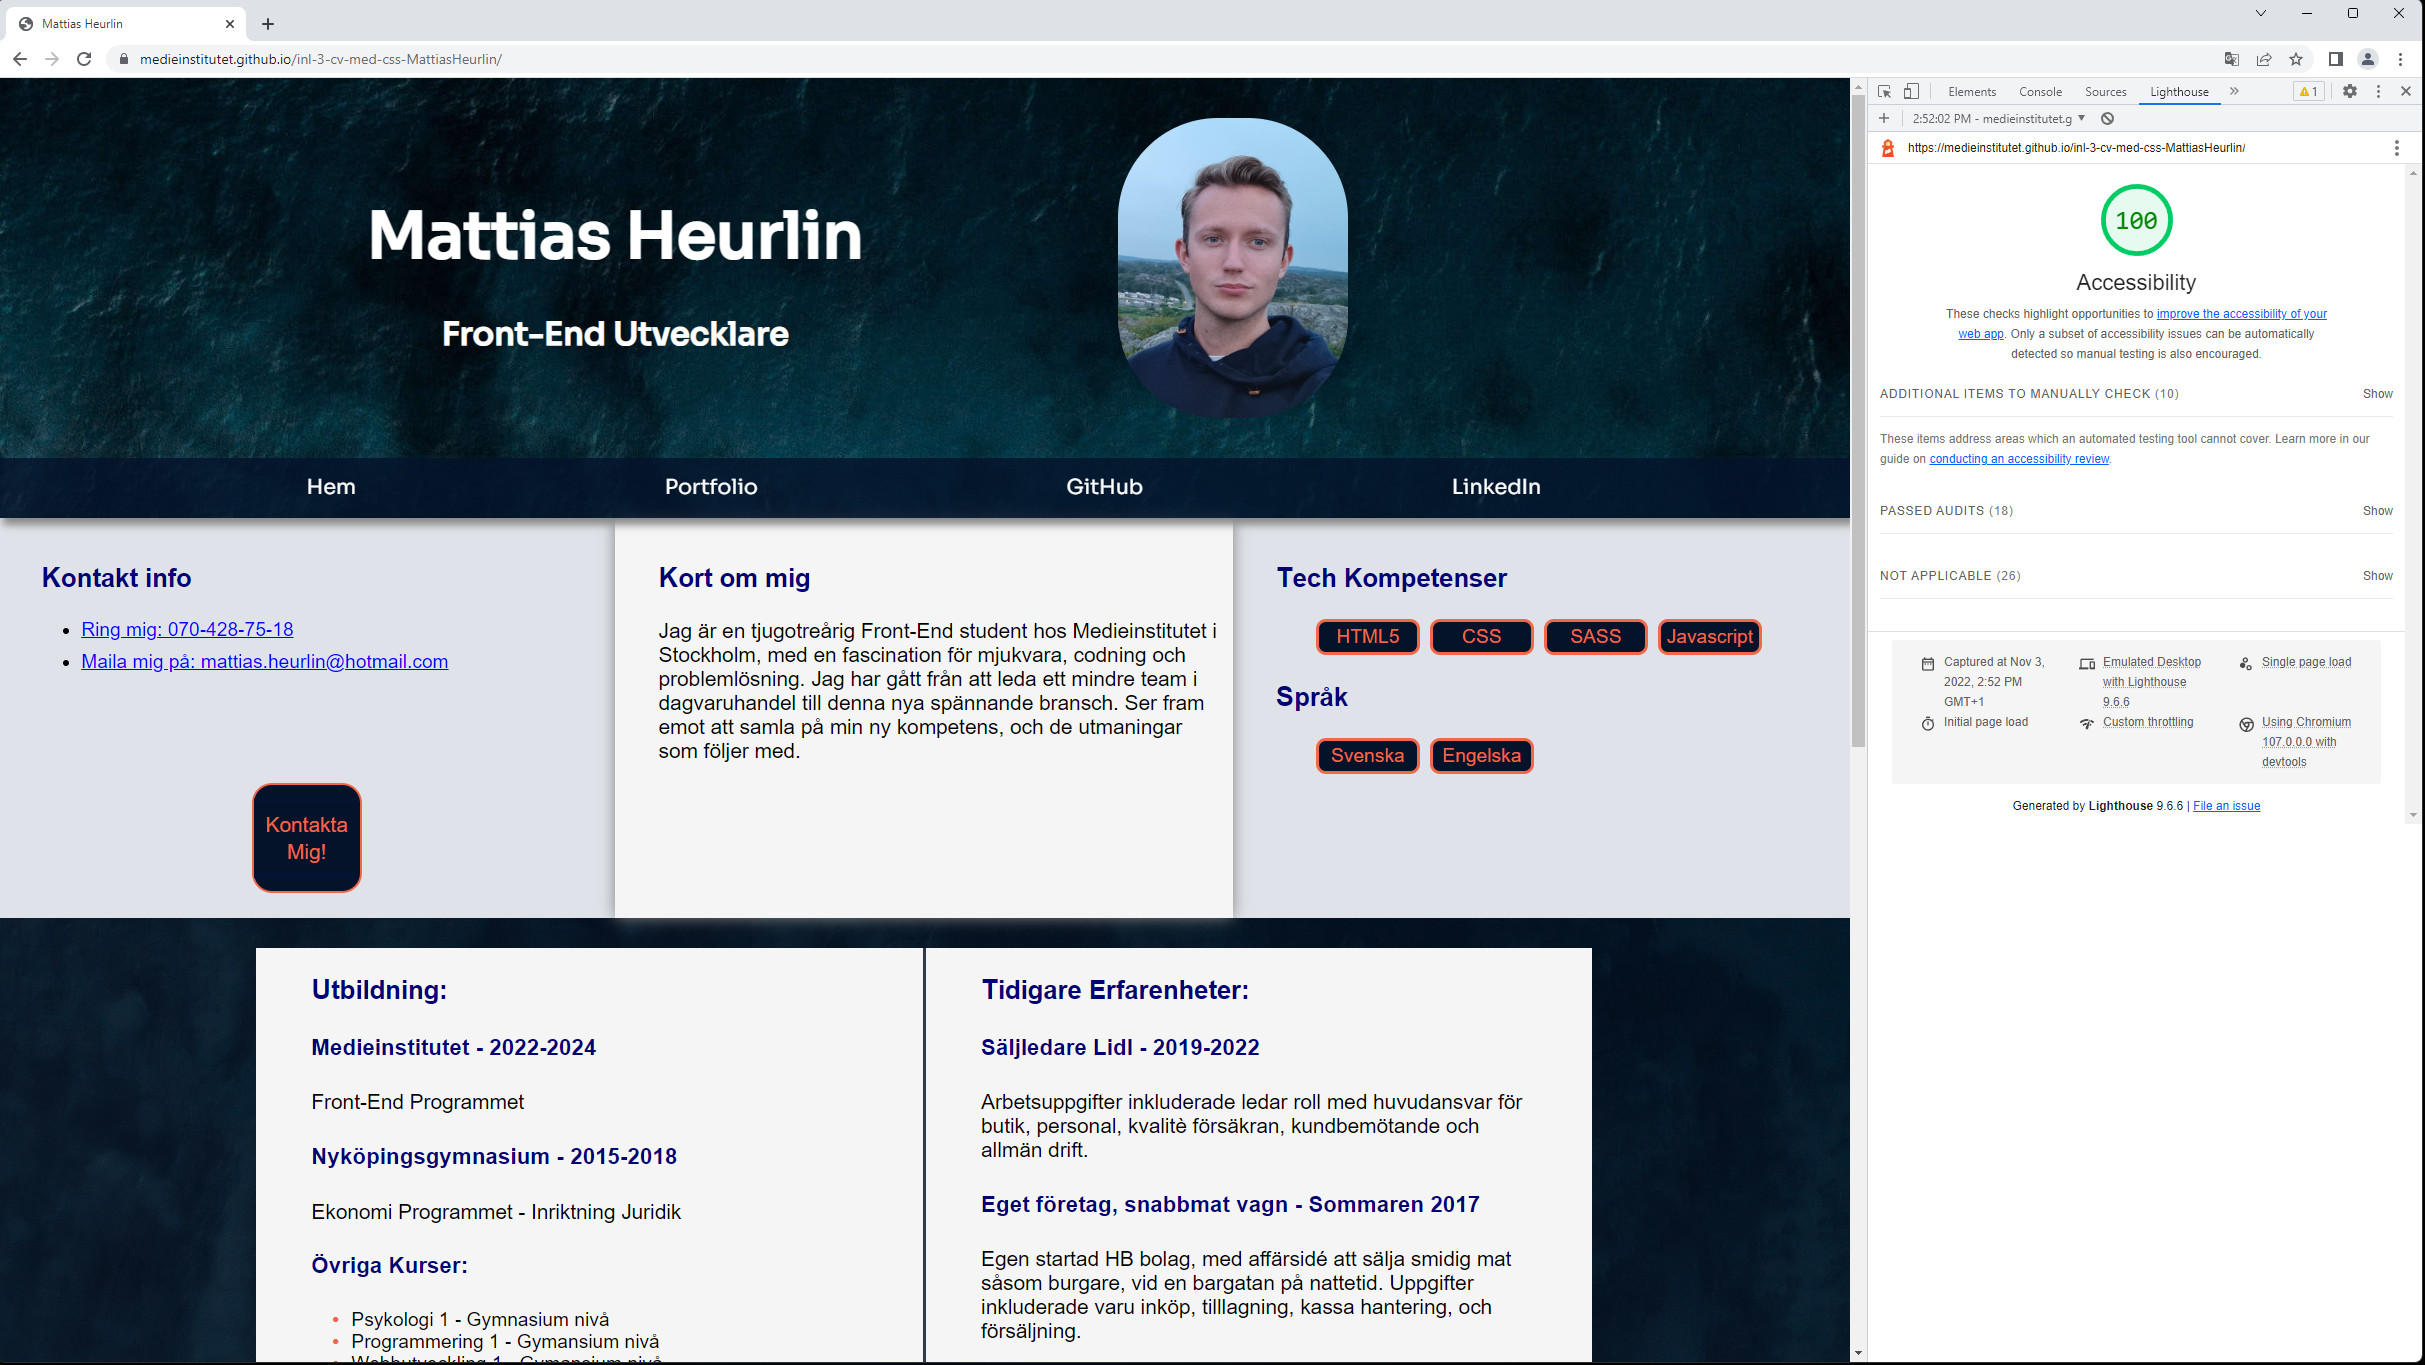 Mattias Heurlin
medieinstitutet.github.io/inl-3-cv-med-css-MattiasHeurlin/
Mattias Heurlin
Front-End Utvecklare
Hem
Portfolio
GitHub
LinkedIn
Kontakt info
Ring mig: 070-428-75-18
Maila mig på: mattias.heurlin@hotmail.com
Kontakta
Mig!
Kort om mig
Jag är en tjugotreårig Front-End student hos Medieinstitutet i
Stockholm, med en fascination för mjukvara, codning och
problemlösning. Jag har gått från att leda ett mindre team i
dagvaruhandel till denna nya spännande bransch. Ser fram
emot att samla på min ny kompetens, och de utmaningar
som följer med.
Tech Kompetenser
HTML5
CSS
SASS
Javascript
Språk
Svenska
Engelska
Utbildning:
Medieinstitutet - 2022-2024
Front-End Programmet
Nyköpingsgymnasium - 2015-2018
Ekonomi Programmet - Inriktning Juridik
Övriga Kurser:
Psykologi 1 - Gymnasium nivå
Programmering 1 - Gymansium nivå
Webbutveckling 1 - Gymansium nivå
Tidigare Erfarenheter:
Säljledare Lidl - 2019-2022
Arbetsuppgifter inkluderade ledar roll med huvudansvar för
butik, personal, kvalitè försäkran, kundbemötande och
allmän drift.
Eget företag, snabbmat vagn - Sommaren 2017
Egen startad HB bolag, med affärsidé att sälja smidig mat
såsom burgare, vid en bargatan på nattetid. Uppgifter
inkluderade varu inköp, tilllagning, kassa hantering, och
försäljning.
Elements
Console
Sources
Lighthouse
1
2:52:02 PM - medieinstitutet.g
https://medieinstitutet.github.io/inl-3-cv-med-css-MattiasHeurlin/
100
Accessibility
These checks highlight opportunities to improve the accessibility of your
web app. Only a subset of accessibility issues can be automatically
detected so manual testing is also encouraged.
ADDITIONAL ITEMS TO MANUALLY CHECK (10) Show
These items address areas which an automated testing tool cannot cover. Learn more in our
guide on conducting an accessibility review.
PASSED AUDITS (18) Show
NOT APPLICABLE (26) Show
Captured at Nov 3,
2022, 2:52 PM
GMT+1
Emulated Desktop
with Lighthouse
9.6.6
Single page load
Initial page load
Custom throttling
Using Chromium
107.0.0.0 with
devtools
Generated by Lighthouse 9.6.6 | File an issue